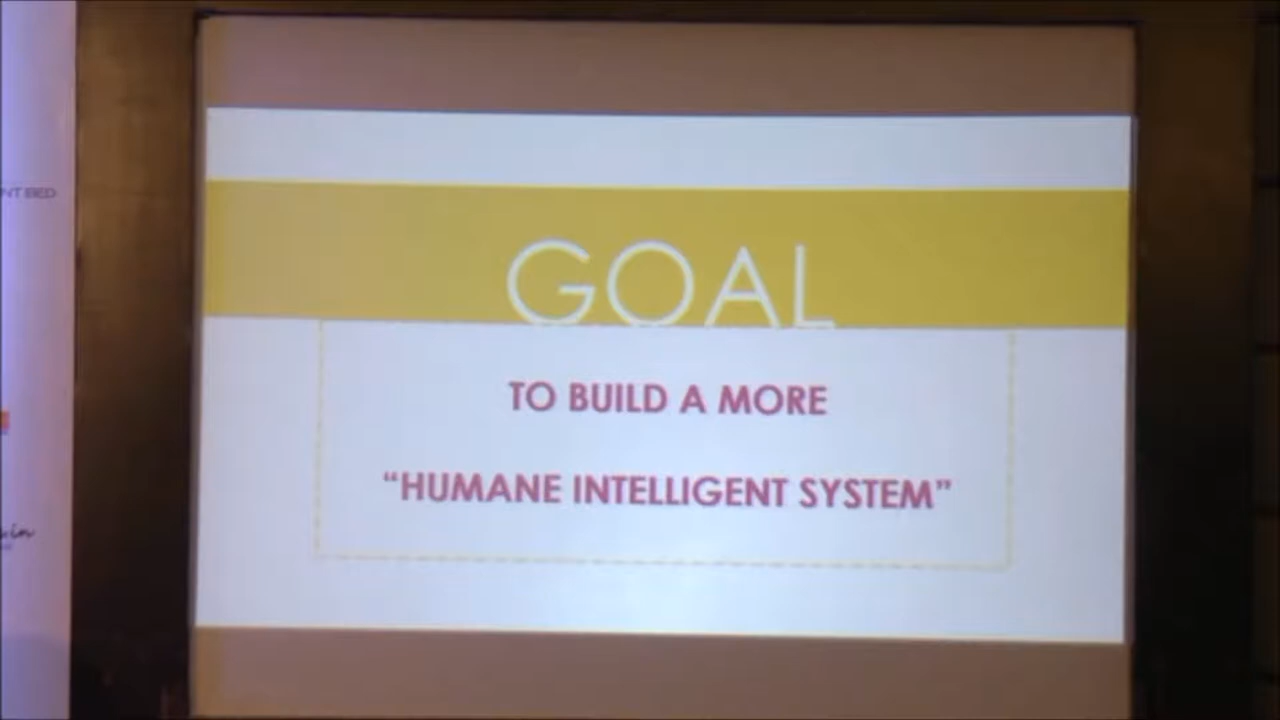 GOAL
TO BUILD A MORE
“HUMANE INTELLIGENT SYSTEM”